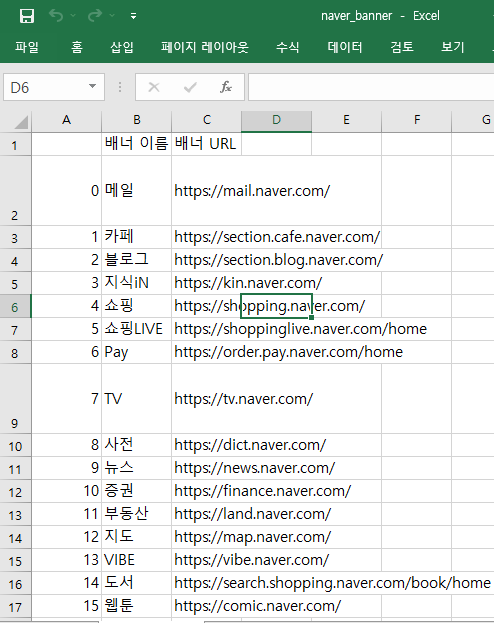 naver_banner - Excel
파일 홈 삽입 페이지 레이아웃 수식 데이터 검토 보기
D6 fx
A B C D E F G
1 배너 이름 배너 URL
2 0 메일 https://mail.naver.com/
3 1 카페 https://section.cafe.naver.com/
4 2 블로그 https://section.blog.naver.com/
5 3 지식iN https://kin.naver.com/
6 4 쇼핑 https://shopping.naver.com/
7 5 쇼핑LIVE https://shoppinglive.naver.com/home
8 6 Pay https://order.pay.naver.com/home
9 7 TV https://tv.naver.com/
10 8 사전 https://dict.naver.com/
11 9 뉴스 https://news.naver.com/
12 10 증권 https://finance.naver.com/
13 11 부동산 https://land.naver.com/
14 12 지도 https://map.naver.com/
15 13 VIBE https://vibe.naver.com/
16 14 도서 https://search.shopping.naver.com/book/home
17 15 웹툰 https://comic.naver.com/